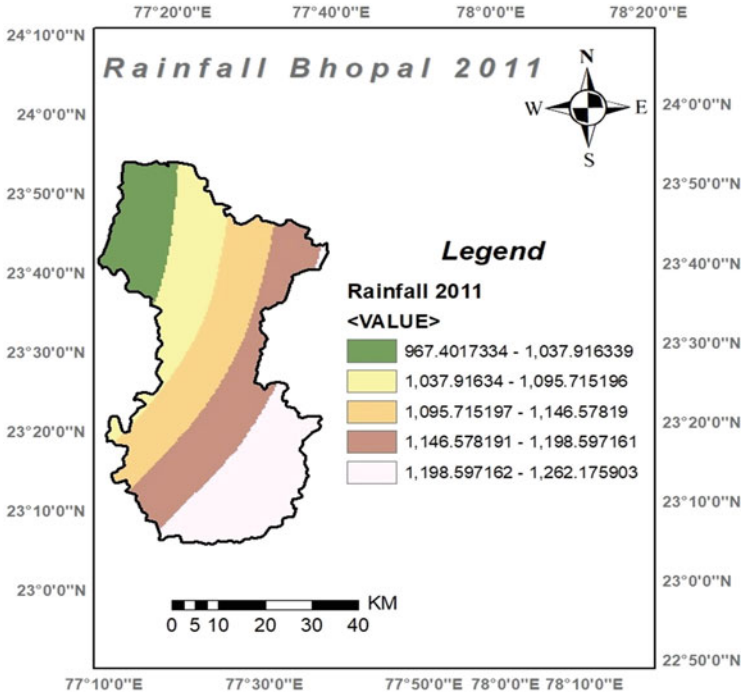 77°20'0"E 77°40'0"E 78°0'0"E 78°20'0"E
24°10'0"N
Rainfall Bhopal 2011
N
W E
S
24°0'0"N 24°0'0"N
23°50'0"N 23°50'0"N
23°40'0"N 23°40'0"N
Legend
Rainfall 2011
<VALUE>
23°30'0"N 23°30'0"N
967.4017334 - 1,037.916339
1,037.91634 - 1,095.715196
1,095.715197 - 1,146.57819
23°20'0"N 23°20'0"N
1,146.578191 - 1,198.597161
1,198.597162 - 1,262.175903
23°10'0"N 23°10'0"N
23°0'0"N 23°0'0"N
KM
0 5 10 20 30 40
22°50'0"N
77°10'0"E 77°30'0"E 77°50'0"E 78°0'0"E 78°10'0"E